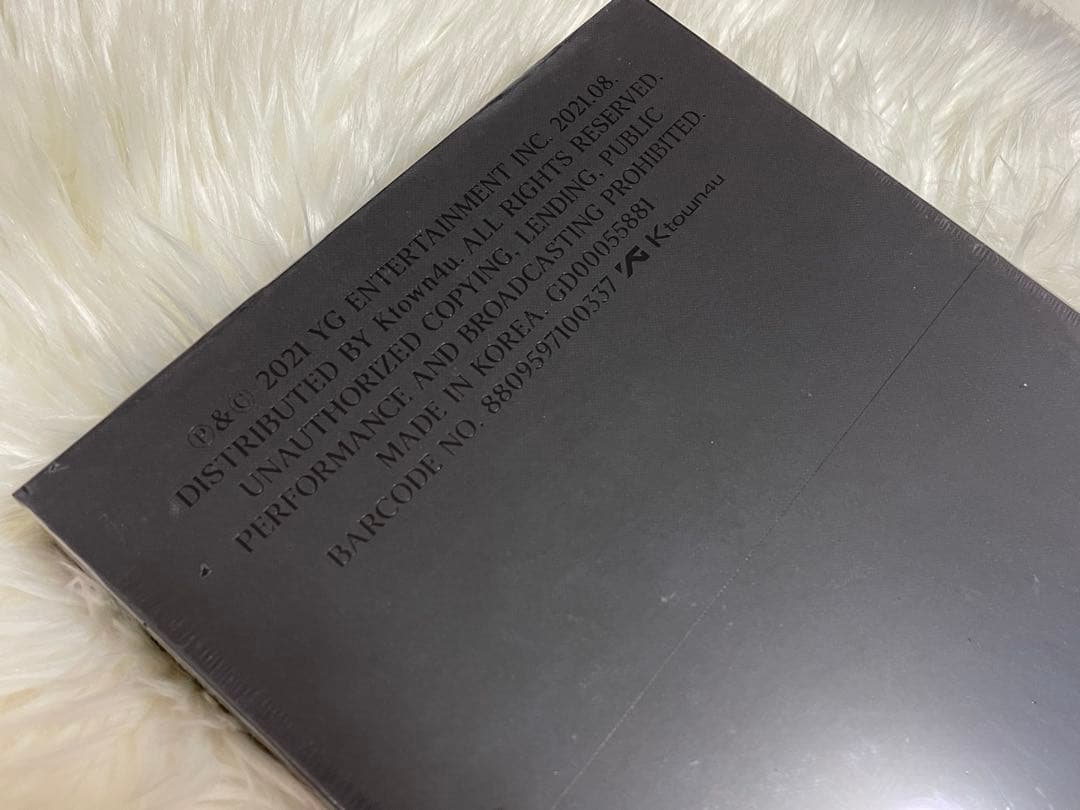 Ⓟ & Ⓒ 2021 YG ENTERTAINMENT INC. 2021.08.
DISTRIBUTED BY Ktown4u. ALL RIGHTS RESERVED.
UNAUTHORIZED COPYING, LENDING, PUBLIC
PERFORMANCE AND BROADCASTING PROHIBITED.
MADE IN KOREA. GD00055881
BARCODE NO. 8809597100337 YG Ktown4u